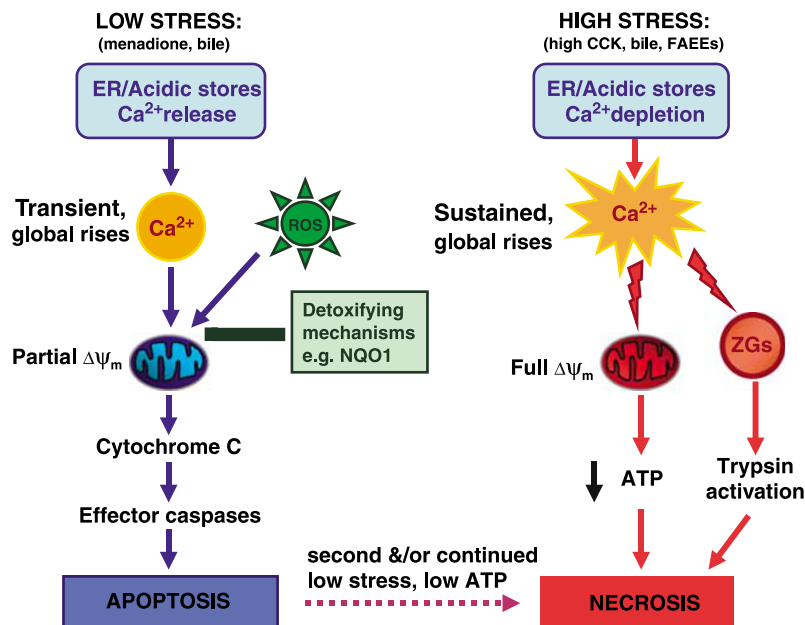 LOW STRESS:
(menadione, bile)
ER/Acidic stores
Ca²⁺release
Transient,
global rises
Ca²⁺
ROS
Detoxifying
mechanisms
e.g. NQO1
Partial ΔΨm
Cytochrome C
Effector caspases
APOPTOSIS
second &/or continued
low stress, low ATP
HIGH STRESS:
(high CCK, bile, FAEEs)
ER/Acidic stores
Ca²⁺depletion
Sustained,
global rises
Ca²⁺
Full ΔΨm
ZGs
ATP
Trypsin
activation
NECROSIS